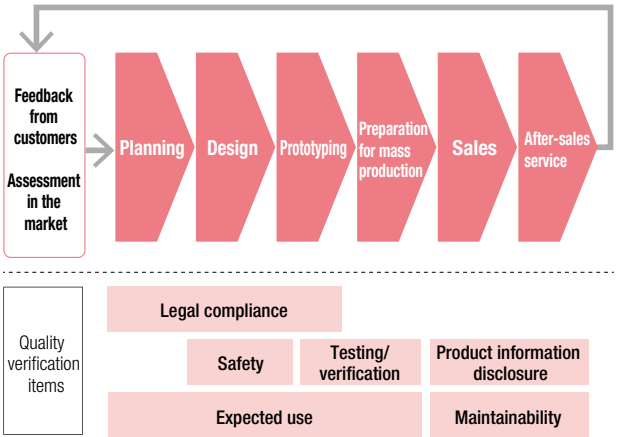 Feedback
from
customers
Assessment
in the
market
Planning
Design
Prototyping
Preparation
for mass
production
Sales
After-sales
service
Quality
verification
items
Legal compliance
Safety
Testing/
verification
Product information
disclosure
Expected use
Maintainability